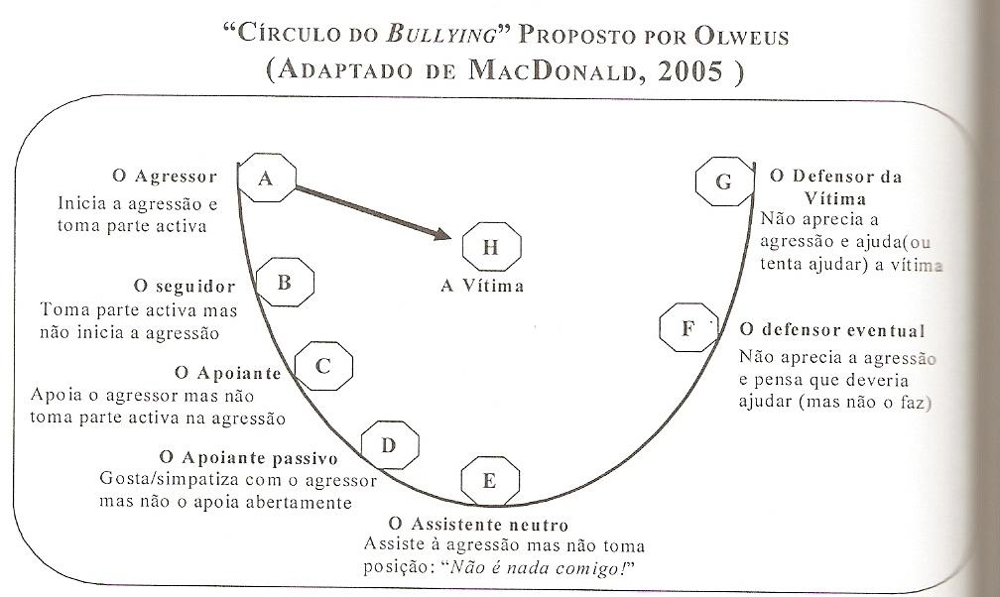 “CÍRCULO DO BULLYING” PROPOSTO POR OLWEUS
(ADAPTADO DE MACDONALD, 2005 )
A
O Agressor
Inicia a agressão e
toma parte activa
B
O seguidor
Toma parte activa mas
não inicia a agressão
C
O Apoiante
Apoia o agressor mas não
toma parte activa na agressão
D
O Apoiante passivo
Gosta/simpatiza com o agressor
mas não o apoia abertamente
E
O Assistente neutro
Assiste à agressão mas não toma
posição: “Não é nada comigo!”
F
O defensor eventual
Não aprecia a agressão
e pensa que deveria
ajudar (mas não o faz)
G
O Defensor da
Vítima
Não aprecia a
agressão e ajuda(ou
tenta ajudar) a vítima
H
A Vítima